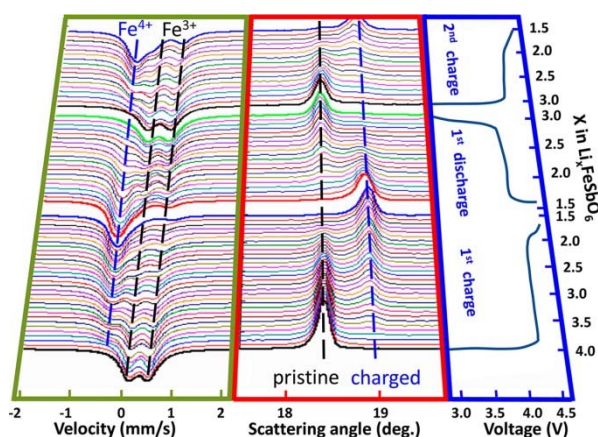 Fe4+ Fe3+
pristine charged
-2 -1 0 1 2
Velocity (mm/s)
18 19
Scattering angle (deg.)
2nd charge
1st discharge
1st charge
3.0 3.5 4.0 4.5
Voltage (V)
1.5
2.0
2.5
3.0
3.0
2.5
2.0
1.5
1.5
2.0
2.5
3.0
3.5
4.0
X in LixFeSbO6